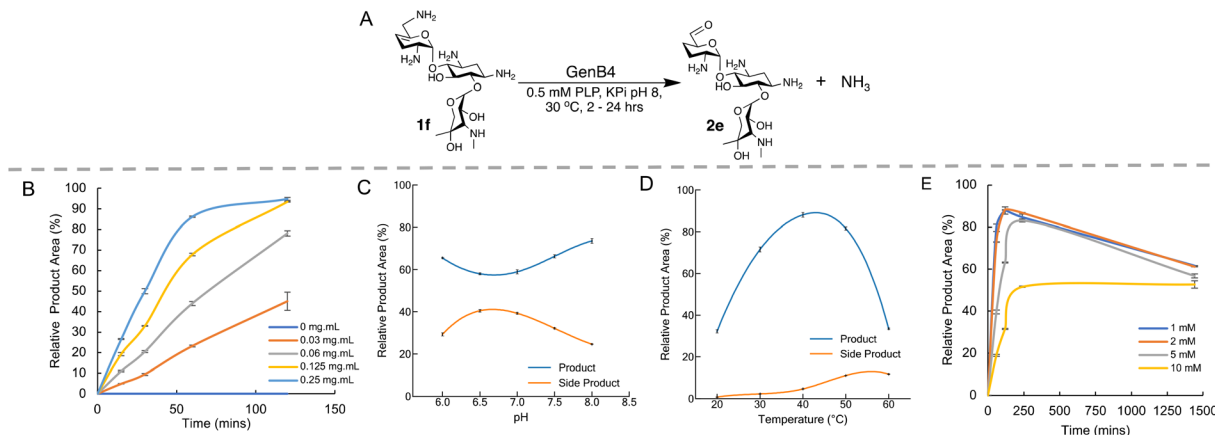 A
NH₂
H₂N
NH₂
NH₂
O
HO
O
O
OH
NH
OH
1f
GenB4
0.5 mM PLP, KPi pH 8,
30 ºC, 2 - 24 hrs
O
O
H₂N
NH₂
NH₂
O
HO
O
O
OH
NH
OH
2e
+ NH₃
B
Relative Product Area (%)
100
90
80
70
60
50
40
30
20
10
0
0 50 100 150
Time (mins)
0 mg.mL
0.03 mg.mL
0.06 mg.mL
0.125 mg.mL
0.25 mg.mL
C
Relative Product Area (%)
100
80
60
40
20
0
6.0 6.5 7.0 7.5 8.0 8.5
pH
Product
Side Product
D
Relative Product Area (%)
100
80
60
40
20
0
20 30 40 50 60
Temperature (°C)
Product
Side Product
E
Relative Product Area (%)
100
80
60
40
20
0
0 250 500 750 1000 1250 1500
Time (mins)
1 mM
2 mM
5 mM
10 mM